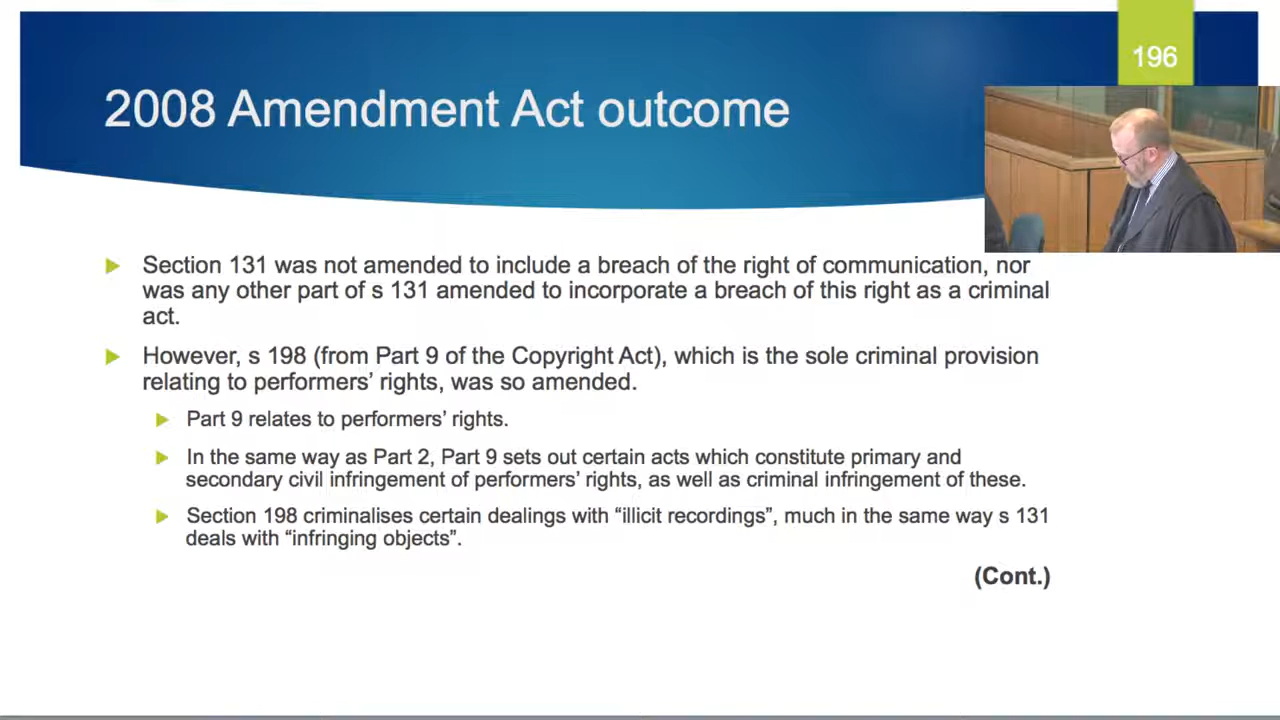 196
2008 Amendment Act outcome
Section 131 was not amended to include a breach of the right of communication, nor
was any other part of s 131 amended to incorporate a breach of this right as a criminal
act.
However, s 198 (from Part 9 of the Copyright Act), which is the sole criminal provision
relating to performers’ rights, was so amended.
Part 9 relates to performers’ rights.
In the same way as Part 2, Part 9 sets out certain acts which constitute primary and
secondary civil infringement of performers’ rights, as well as criminal infringement of these.
Section 198 criminalises certain dealings with “illicit recordings”, much in the same way s 131
deals with “infringing objects”.
(Cont.)